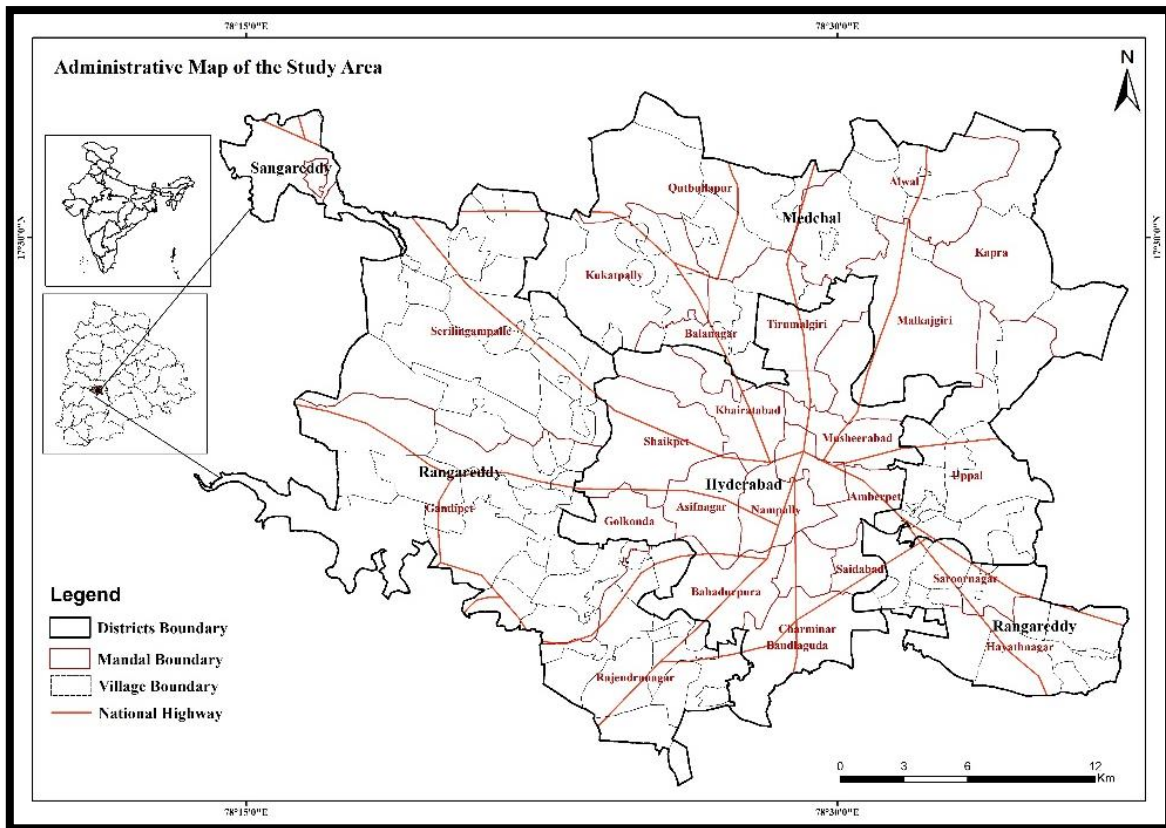 78°15'0"E
78°30'0"E
Administrative Map of the Study Area
N
Sangareddy
Qutbullapur
Alwal
Medchal
17°30'0"N
17°30'0"N
Kapra
Kukatpally
Serilingampalle
Balanagar
Tirumalgiri
Malkajgiri
Khairatabad
Shaikpet
Musheerabad
Rangareddy
Hyderabad
Uppal
Amberpet
Gandipet
Golkonda
Asifnagar
Nampally
Saidabad
Saroornagar
Bahadurpura
Legend
Districts Boundary
Charminar
Rangareddy
Bandlaguda
Hayathnagar
Mandal Boundary
Rajendranagar
Village Boundary
National Highway
0 3 6 12
Km
78°15'0"E
78°30'0"E